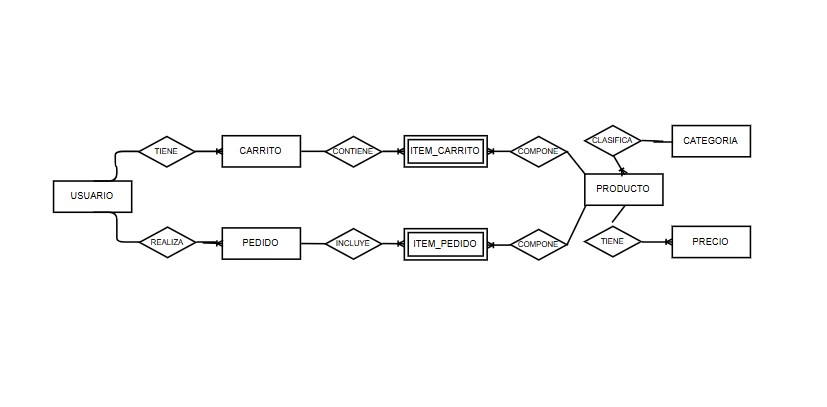 CLASIFICA
CATEGORIA
TIENE
CARRITO
CONTIENE
ITEM_CARRITO
COMPONE
USUARIO
PRODUCTO
REALIZA
PEDIDO
INCLUYE
ITEM_PEDIDO
COMPONE
TIENE
PRECIO